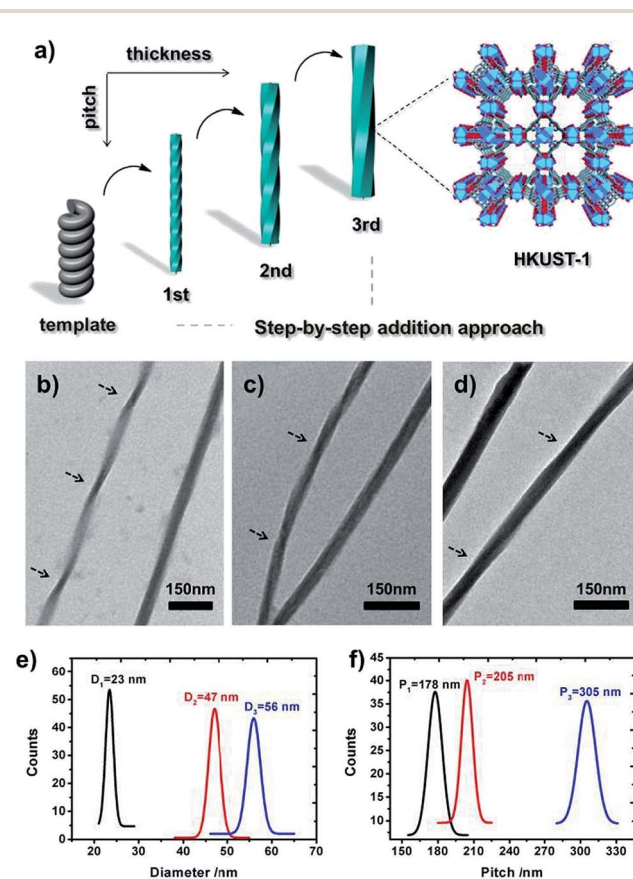 a)
thickness
pitch
template
1st
2nd
3rd
HKUST-1
Step-by-step addition approach
b)
150nm
c)
150nm
d)
150nm
e)
D1=23 nm
D2=47 nm
D3=56 nm
60
50
40
30
20
10
0
Counts
20 30 40 50 60 70
Diameter /nm
f)
P1=178 nm
P2=205 nm
P3=305 nm
45
40
35
30
25
20
15
10
Counts
150 180 210 240 270 300 330
Pitch /nm